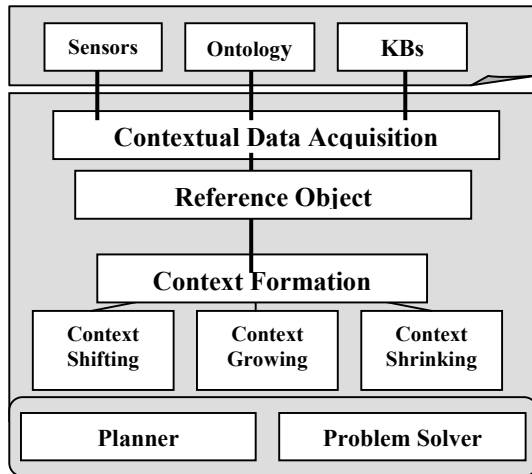 Sensors
Ontology
KBs
Contextual Data Acquisition
Reference Object
Context Formation
Context
Shifting
Context
Growing
Context
Shrinking
Planner
Problem Solver